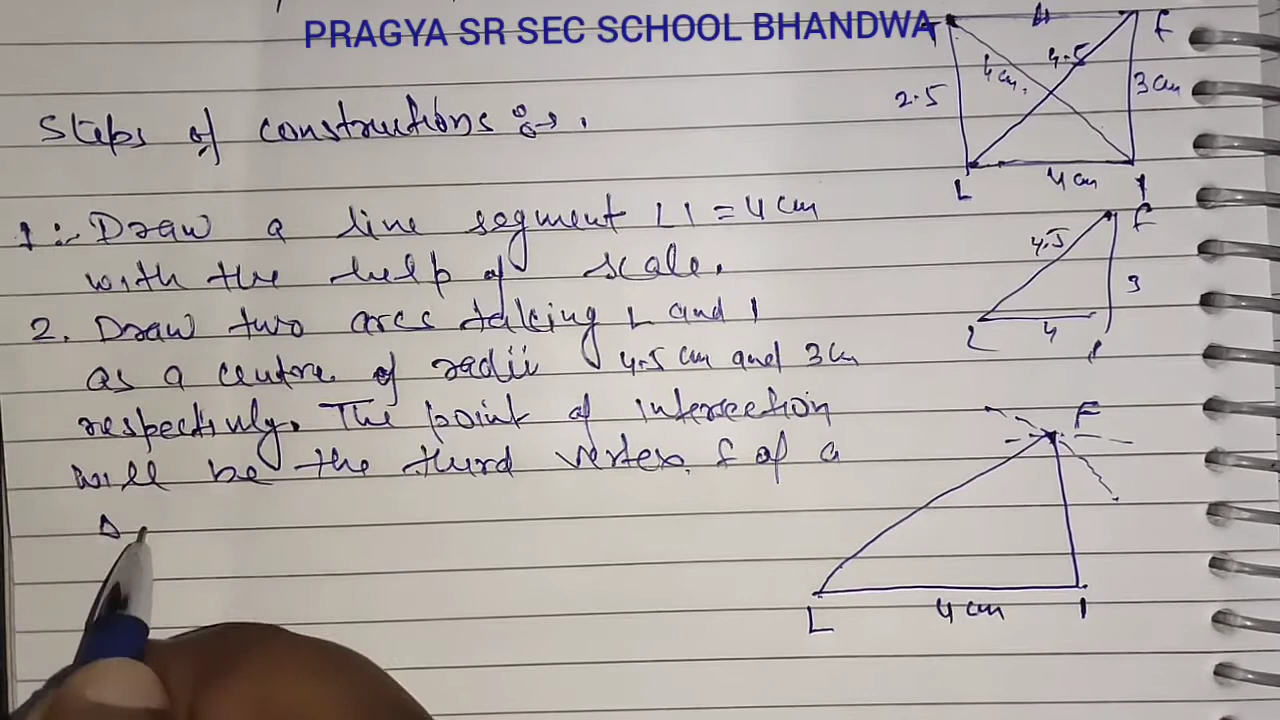 PRAGYA SR SEC SCHOOL BHANDWA
Steps of constructions :→.
1:- Draw a line segment LI = 4 cm
with the help of scale.
2. Draw two arcs taking L and I
as a centre of radii 4.5 cm and 3 cm
respectivly. The point of intersection
will be the third vertex F of a
Δ
T
F
4 cm.
4.5
2.5
3 cm
L
4 cm
I
F
4.5
3
L
4
I
F
L
4 cm
I